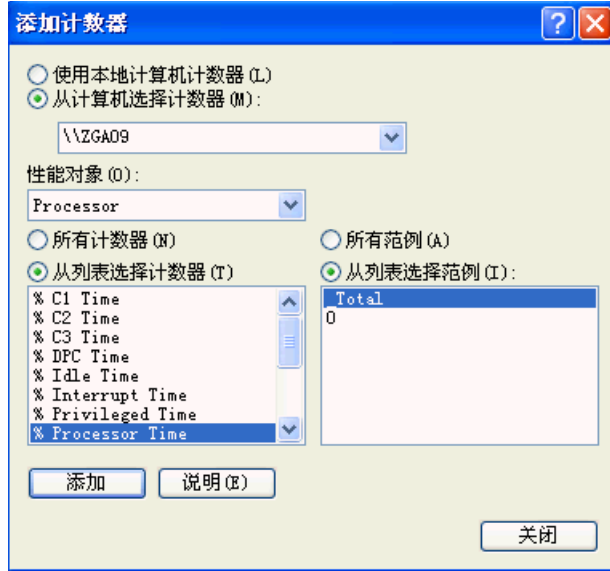 添加计数器
使用本地计算机计数器(L)
从计算机选择计数器(M):
\\ZGA09
性能对象(O):
Processor
所有计数器(N)
所有范例(A)
从列表选择计数器(T)
从列表选择范例(I):
% C1 Time
% C2 Time
% C3 Time
% DPC Time
% Idle Time
% Interrupt Time
% Privileged Time
% Processor Time
_Total
0
添加
说明(E)
关闭